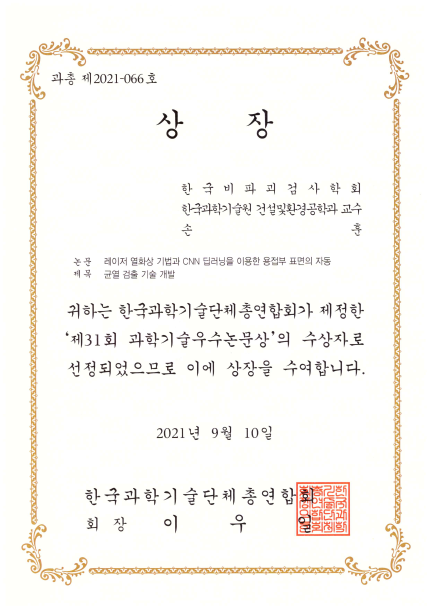 과총 제2021-066호
상 장
한국비파괴검사학회
한국과학기술원 건설및환경공학과 교수
손 훈
논문 레이저 열화상 기법과 CNN 딥러닝을 이용한 용접부 표면의 자동
제목 균열 검출 기술 개발
귀하는 한국과학기술단체총연합회가 제정한
‘제31회 과학기술우수논문상’의 수상자로
선정되었으므로 이에 상장을 수여합니다.
2021년 9월 10일
한국과학기술단체총연합회
회 장 이 우 일